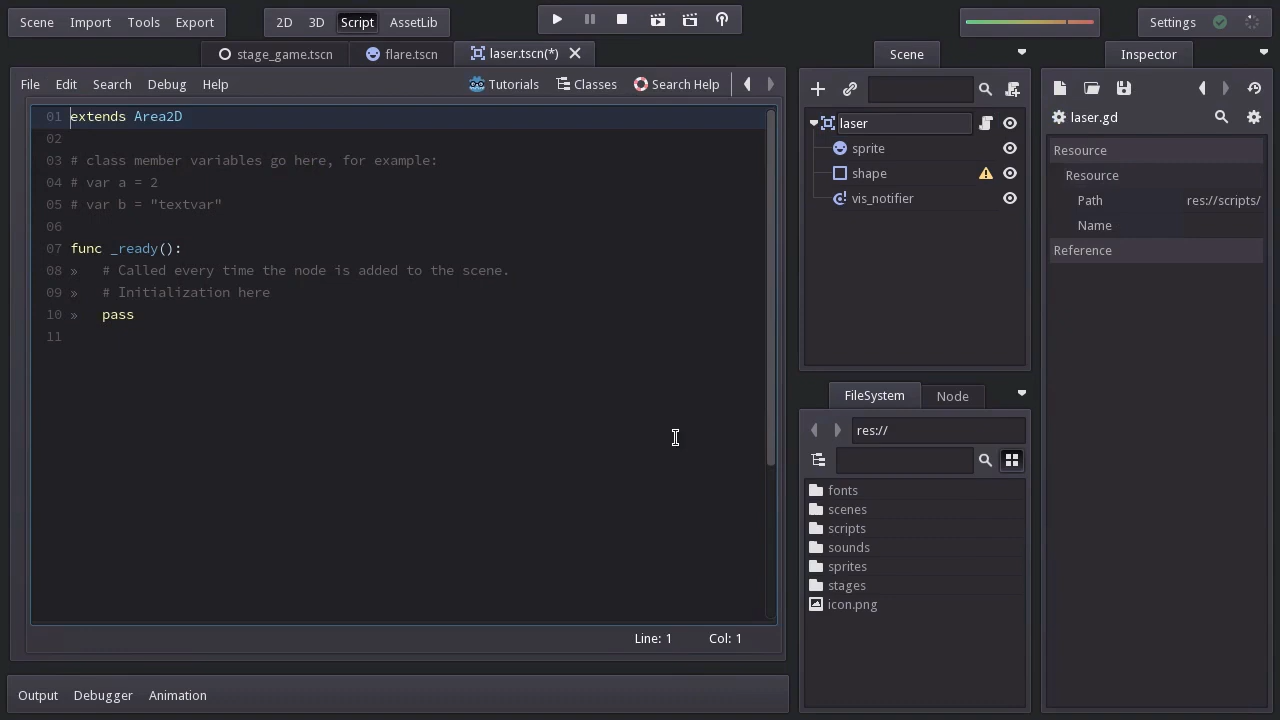 Scene Import Tools Export
2D 3D Script AssetLib
Settings
stage_game.tscn
flare.tscn
laser.tscn(*)
File Edit Search Debug Help
Tutorials Classes Search Help
01 extends Area2D
02
03 # class member variables go here, for example:
04 # var a = 2
05 # var b = "textvar"
06
07 func _ready():
08 » # Called every time the node is added to the scene.
09 » # Initialization here
10 » pass
11
Line: 1 Col: 1
Output Debugger Animation
Scene
laser
sprite
shape
vis_notifier
FileSystem Node
res://
fonts
scenes
scripts
sounds
sprites
stages
icon.png
Inspector
laser.gd
Resource
Resource
Path res://scripts/
Name
Reference